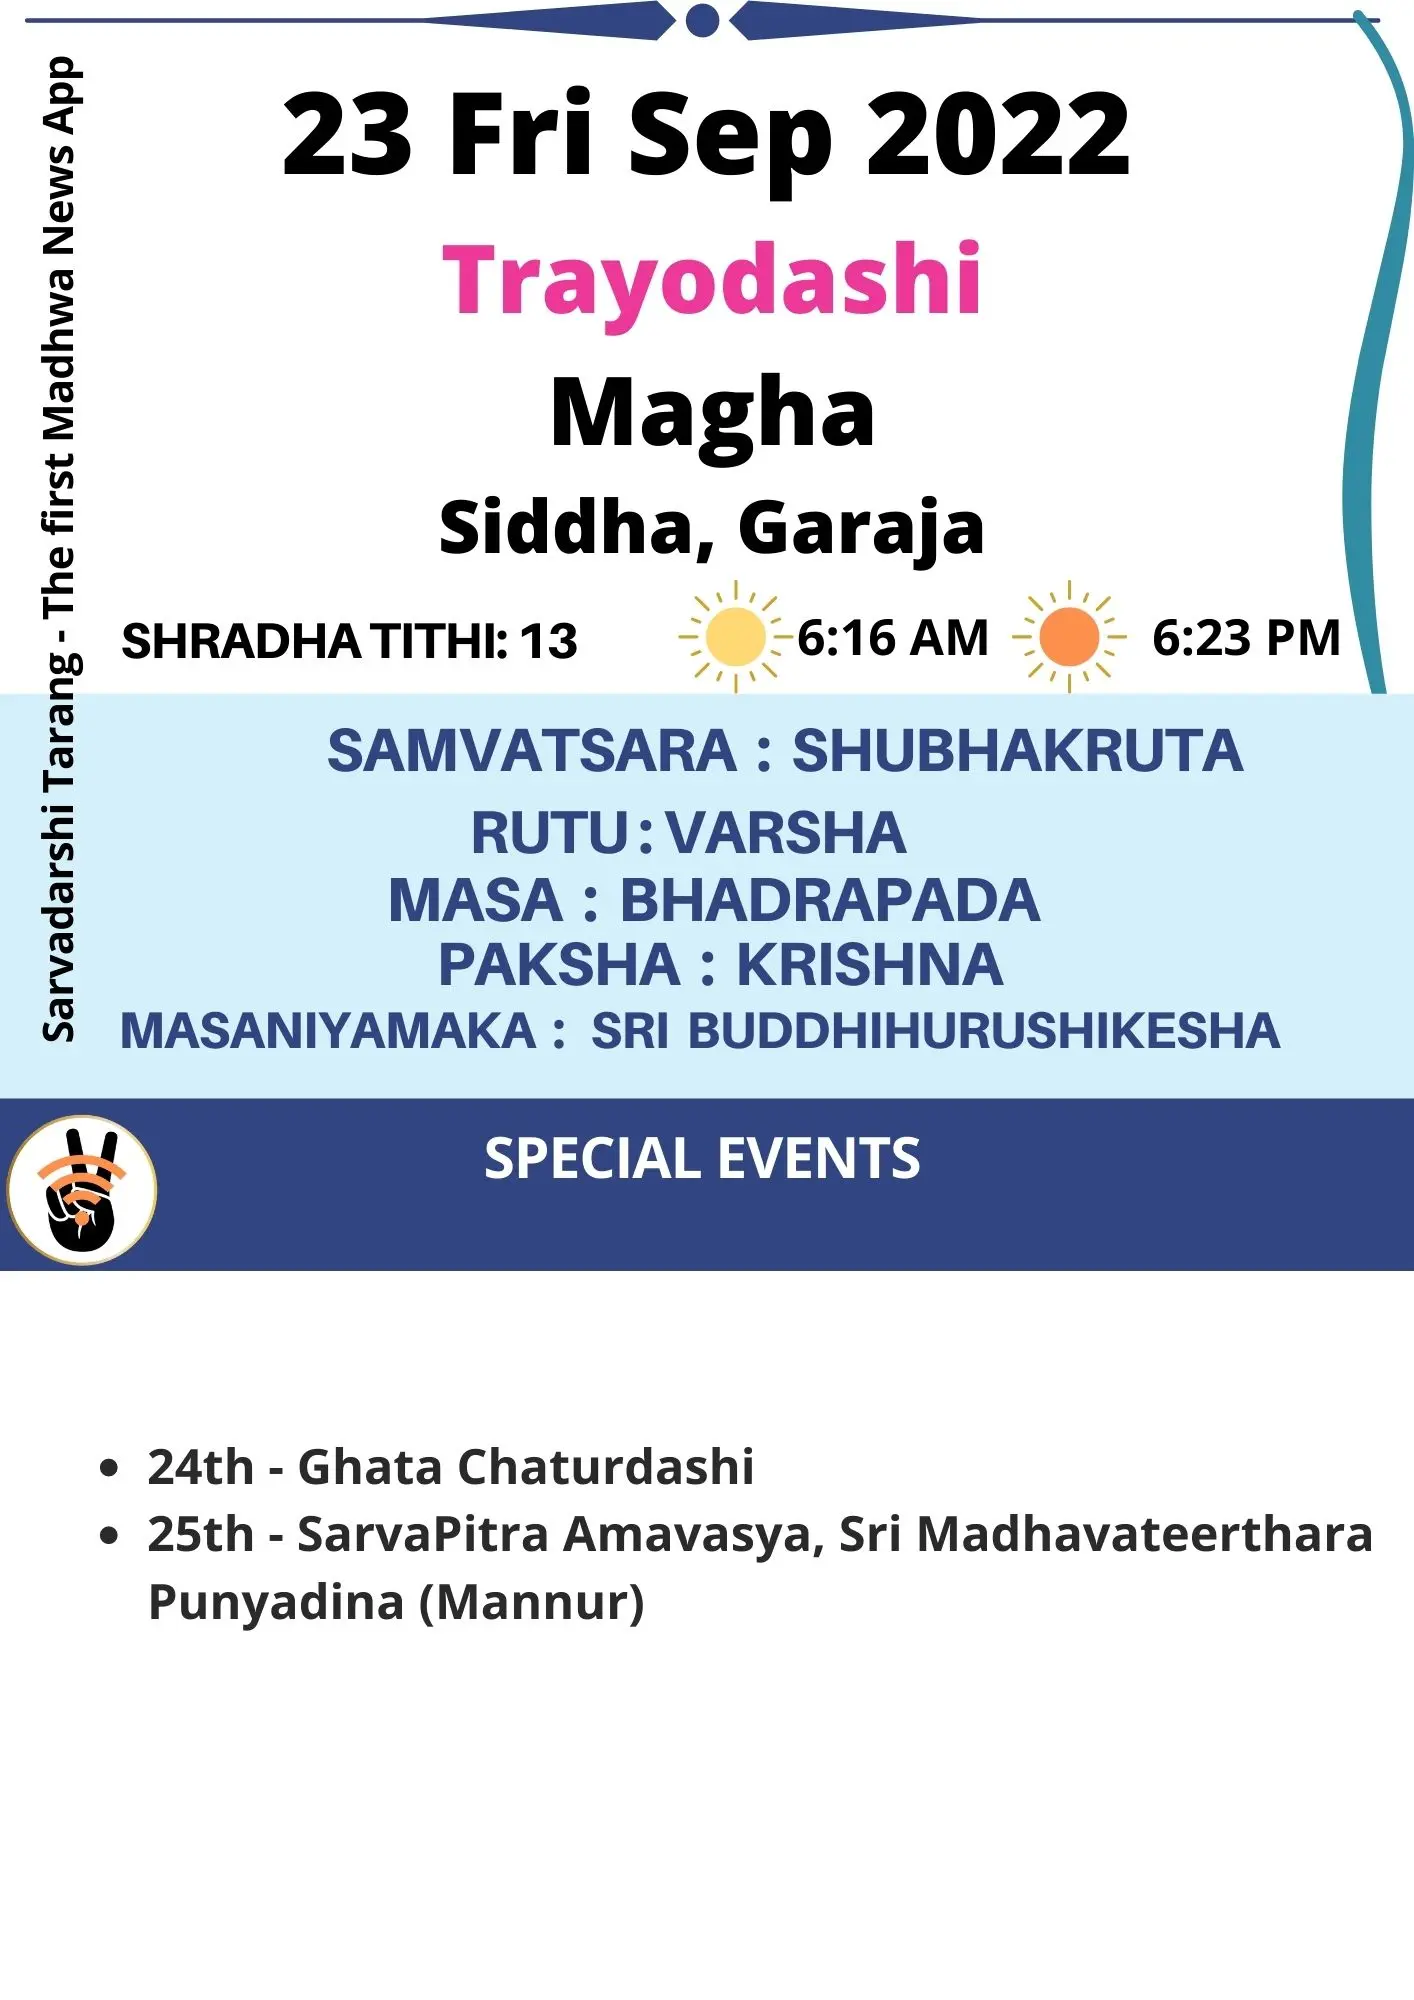 23 Fri Sep 2022
Trayodashi
Magha
Siddha, Garaja
SHRADHA TITHI: 13 6:16 AM 6:23 PM
Sarvadarshi Tarang - The first Madhwa News App
SAMVATSARA : SHUBHAKRUTA
RUTU : VARSHA
MASA : BHADRAPADA
PAKSHA : KRISHNA
MASANIYAMAKA : SRI BUDDHIHURUSHIKESHA
SPECIAL EVENTS
• 24th - Ghata Chaturdashi
• 25th - SarvaPitra Amavasya, Sri Madhavateerthara
Punyadina (Mannur)